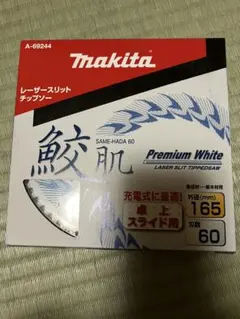 A-69244
makita
レーザースリット
チップソー
鮫肌
SAME-HADA 60
Premium White
LASER SLIT TIPPEDSAW
充電式に最適!
卓上
スライド用
外径(mm)
165
刃数
60